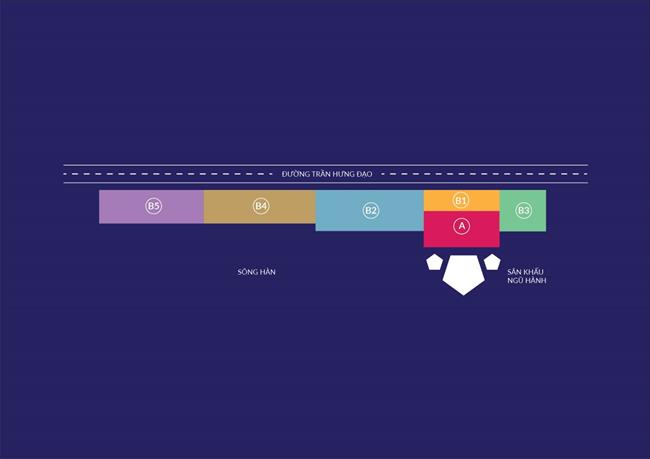 ĐƯỜNG TRẦN HƯNG ĐẠO
B5
B4
B2
B1
A
B3
SÔNG HÀN
SÂN KHẤU
NGŨ HÀNH